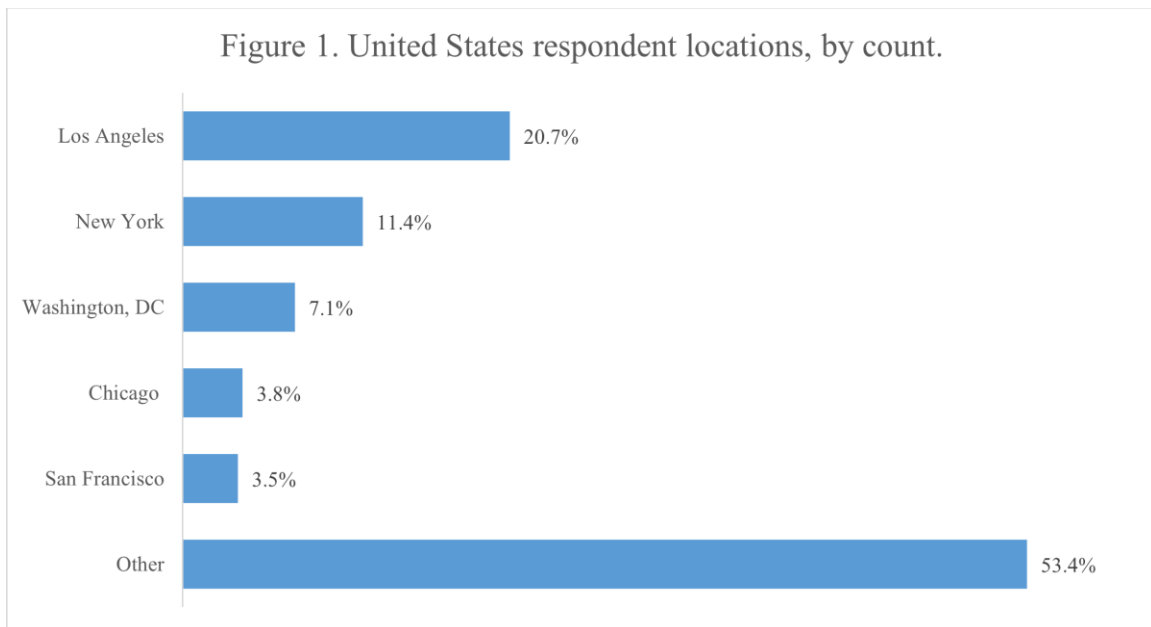 Figure 1. United States respondent locations, by count.
Los Angeles 20.7%
New York 11.4%
Washington, DC 7.1%
Chicago 3.8%
San Francisco 3.5%
Other 53.4%